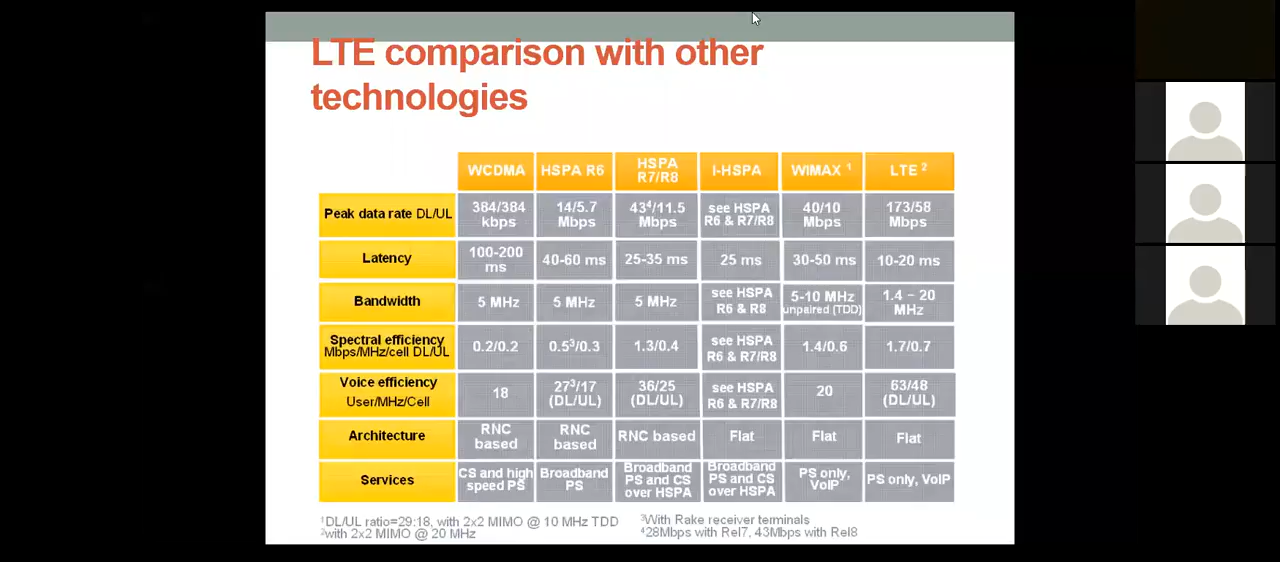 LTE comparison with other
technologies
WCDMA
HSPA R6
HSPA
R7/R8
I-HSPA
WIMAX ¹
LTE ²
Peak data rate DL/UL
384/384
kbps
14/5.7
Mbps
43⁴/11.5
Mbps
see HSPA
R6 & R7/R8
40/10
Mbps
173/58
Mbps
Latency
100-200
ms
40-60 ms
25-35 ms
25 ms
30-50 ms
10-20 ms
Bandwidth
5 MHz
5 MHz
5 MHz
see HSPA
R6 & R8
5-10 MHz
unpaired (TDD)
1.4 – 20
MHz
Spectral efficiency
Mbps/MHz/cell DL/UL
0.2/0.2
0.5³/0.3
1.3/0.4
see HSPA
R6 & R7/R8
1.4/0.6
1.7/0.7
Voice efficiency
User/MHz/Cell
18
27³/17
(DL/UL)
36/25
(DL/UL)
see HSPA
R6 & R7/R8
20
63/48
(DL/UL)
Architecture
RNC
based
RNC
based
RNC based
Flat
Flat
Flat
Services
CS and high
speed PS
Broadband
PS
Broadband
PS and CS
over HSPA
Broadband
PS and CS
over HSPA
PS only,
VoIP
PS only, VoIP
¹DL/UL ratio=29:18, with 2x2 MIMO @ 10 MHz TDD
²with 2x2 MIMO @ 20 MHz
³With Rake receiver terminals
⁴28Mbps with Rel7, 43Mbps with Rel8